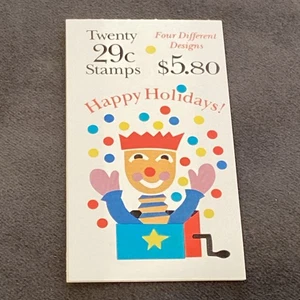 Twenty
29c
Stamps
Four Different
Designs
$5.80
Happy Holidays!